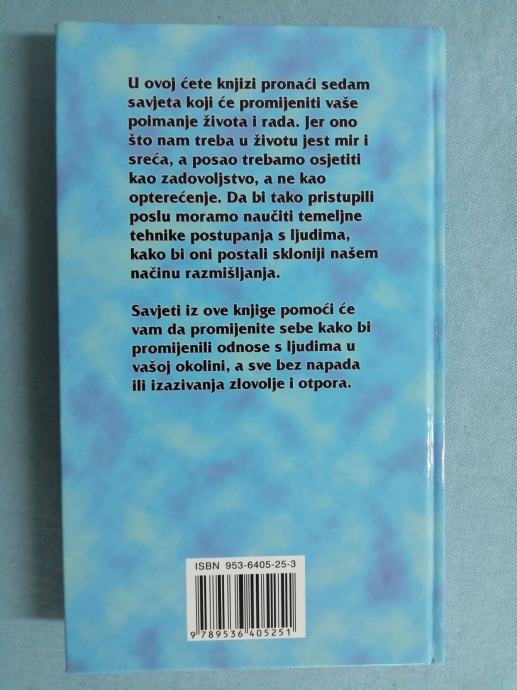 U ovoj ćete knjizi pronaći sedam
savjeta koji će promijeniti vaše
poimanje života i rada. Jer ono
što nam treba u životu jest mir i
sreća, a posao trebamo osjetiti
kao zadovoljstvo, a ne kao
opterećenje. Da bi tako pristupili
poslu moramo naučiti temeljne
tehnike postupanja s ljudima,
kako bi oni postali skloniji našem
načinu razmišljanja.
Savjeti iz ove knjige pomoći će
vam da promijenite sebe kako bi
promijenili odnose s ljudima u
vašoj okolini, a sve bez napada
ili izazivanja zlovolje i otpora.
ISBN 953-6405-25-3
9 789536 405251